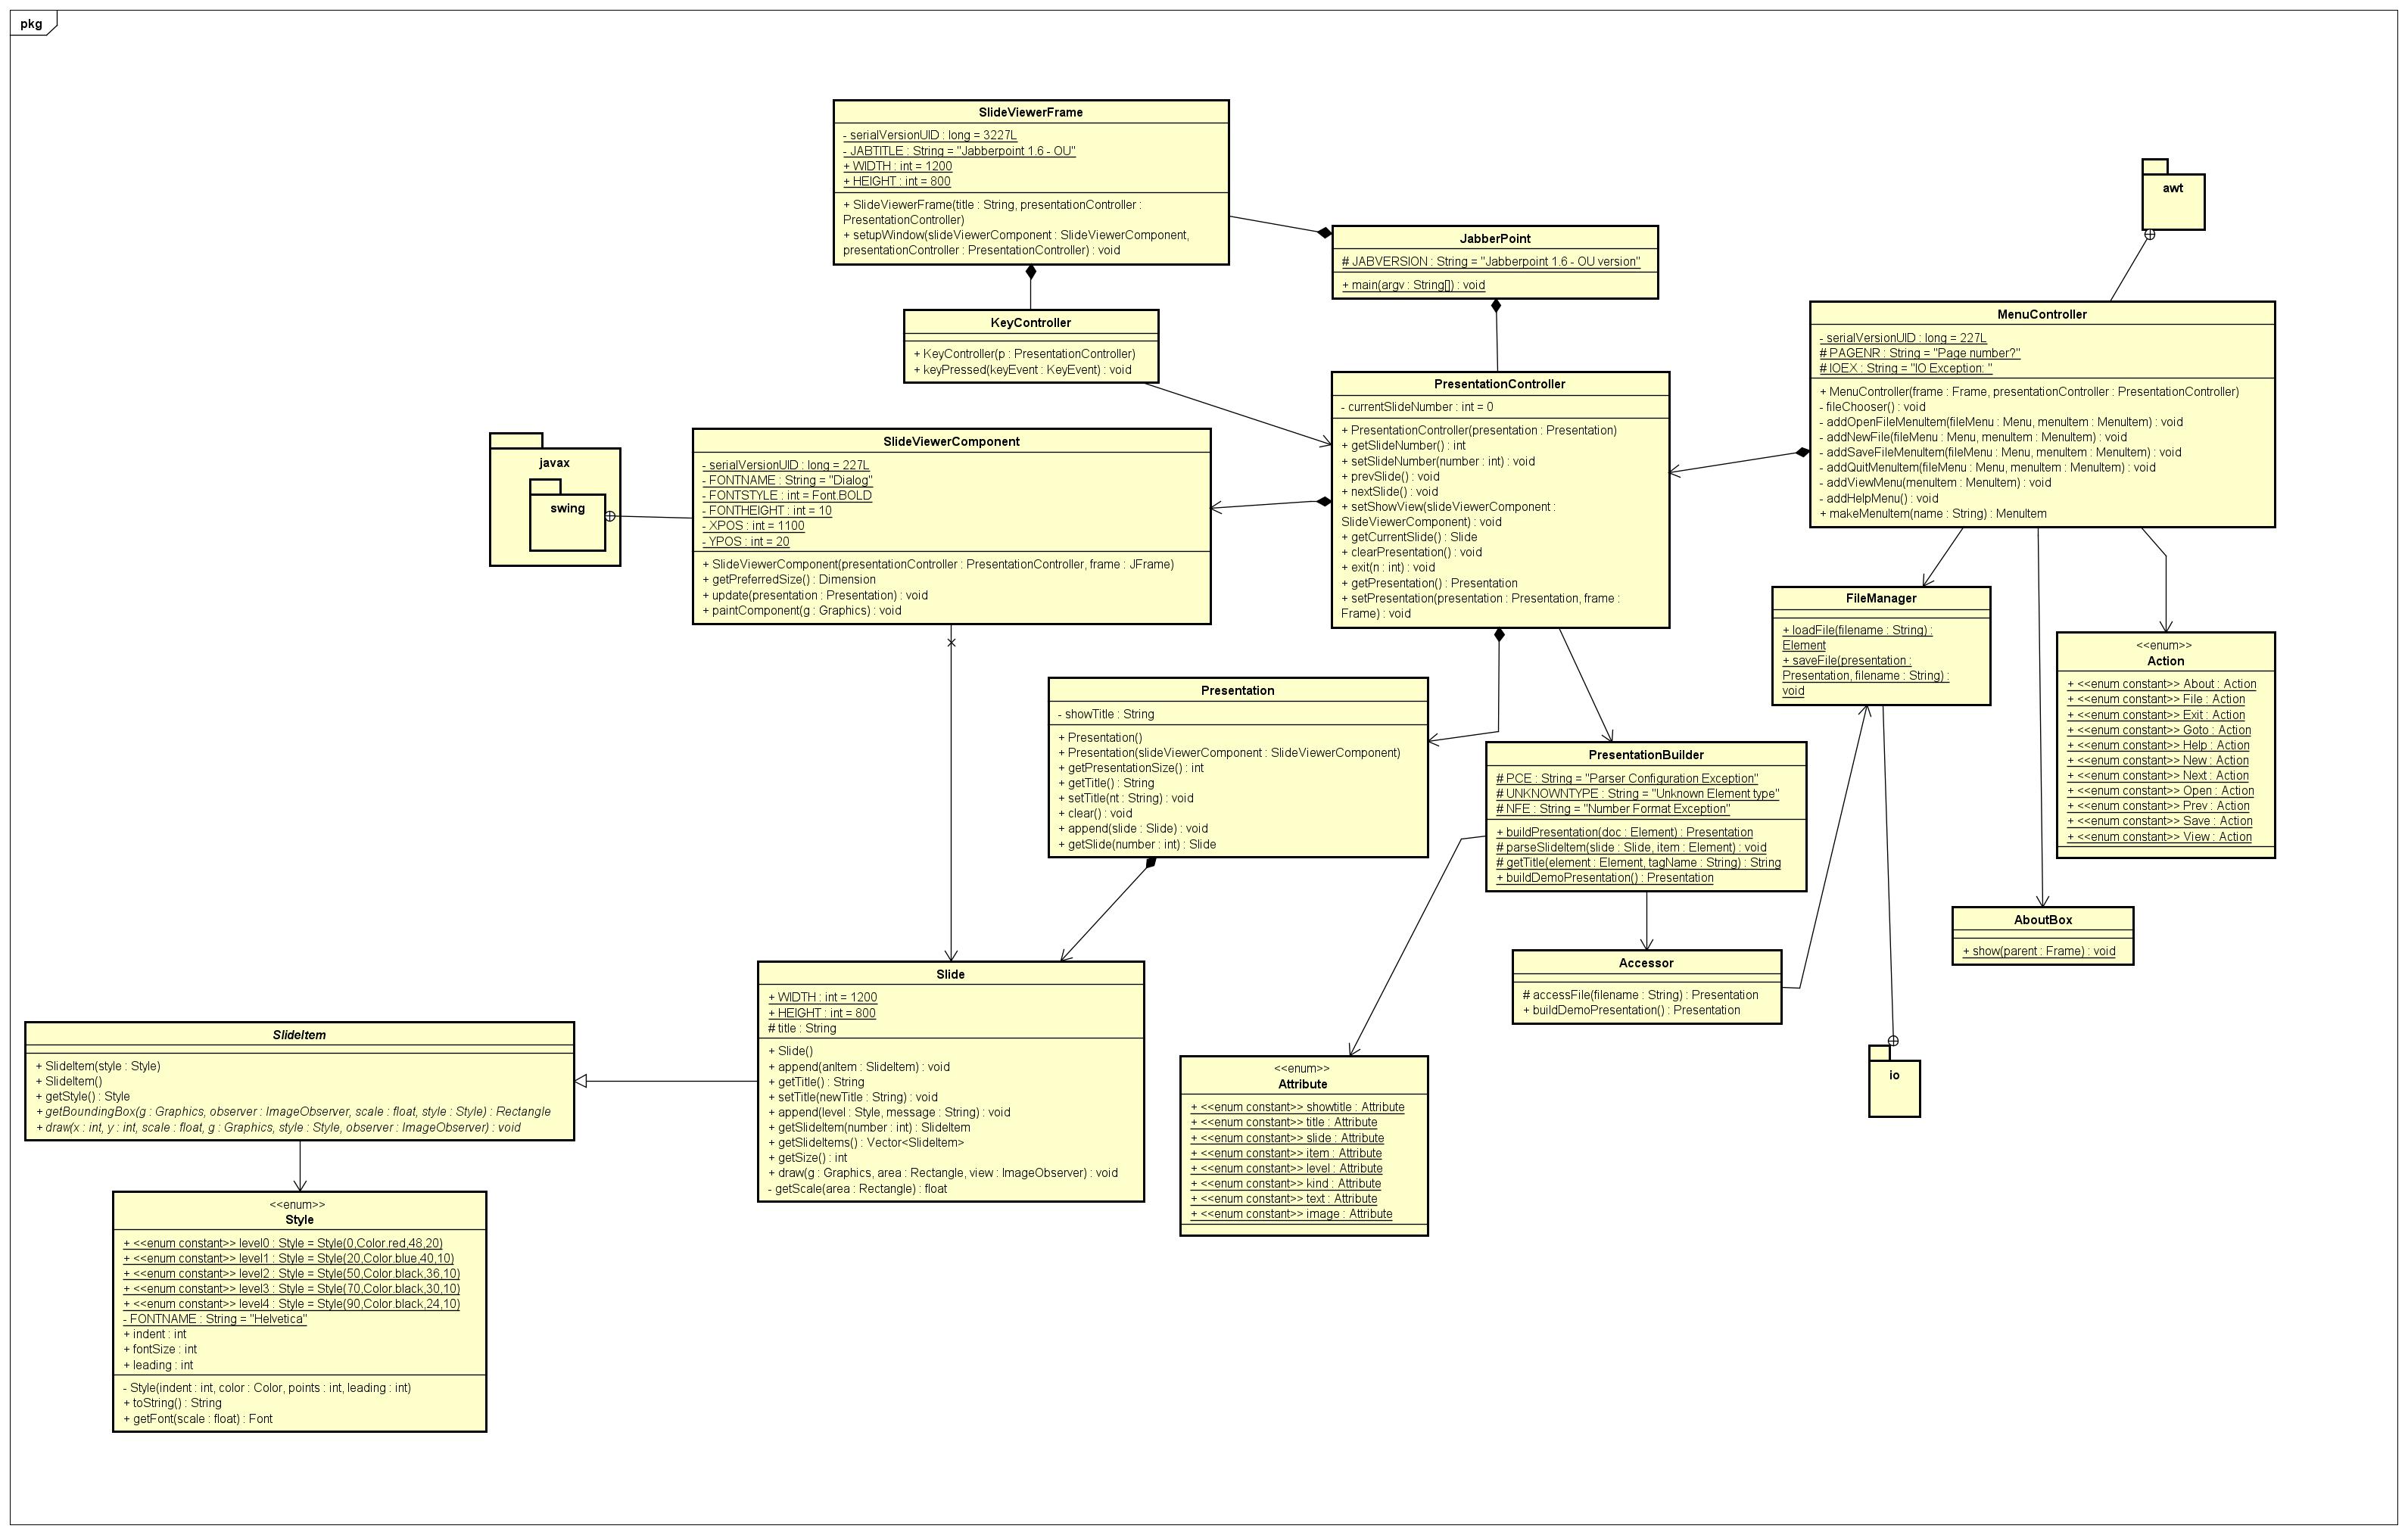 pkg
SlideViewerFrame
- serialVersionUID : long = 3227L
- JABTITLE : String = "Jabberpoint 1.6 - OU"
+ WIDTH : int = 1200
+ HEIGHT : int = 800
+ SlideViewerFrame(title : String, presentationController :
PresentationController)
+ setupWindow(slideViewerComponent : SlideViewerComponent,
presentationController : PresentationController) : void
JabberPoint
# JABVERSION : String = "Jabberpoint 1.6 - OU version"
+ main(argv : String[]) : void
awt
KeyController
+ KeyController(p : PresentationController)
+ keyPressed(keyEvent : KeyEvent) : void
MenuController
- serialVersionUID : long = 227L
# PAGENR : String = "Page number?"
# IOEX : String = "IO Exception: "
+ MenuController(frame : Frame, presentationController : PresentationController)
- fileChooser() : void
- addOpenFileMenuItem(fileMenu : Menu, menuItem : MenuItem) : void
- addNewFile(fileMenu : Menu, menuItem : MenuItem) : void
- addSaveFileMenuItem(fileMenu : Menu, menuItem : MenuItem) : void
- addQuitMenuItem(fileMenu : Menu, menuItem : MenuItem) : void
- addViewMenu(menuItem : MenuItem) : void
- addHelpMenu() : void
+ makeMenuItem(name : String) : MenuItem
PresentationController
- currentSlideNumber : int = 0
+ PresentationController(presentation : Presentation)
+ getSlideNumber() : int
+ setSlideNumber(number : int) : void
+ prevSlide() : void
+ nextSlide() : void
+ setShowView(slideViewerComponent :
SlideViewerComponent) : void
+ getCurrentSlide() : Slide
+ clearPresentation() : void
+ exit(n : int) : void
+ getPresentation() : Presentation
+ setPresentation(presentation : Presentation, frame :
Frame) : void
javax
swing
SlideViewerComponent
- serialVersionUID : long = 227L
- FONTNAME : String = "Dialog"
- FONTSTYLE : int = Font.BOLD
- FONTHEIGHT : int = 10
- XPOS : int = 1100
- YPOS : int = 20
+ SlideViewerComponent(presentationController : PresentationController, frame : JFrame)
+ getPreferredSize() : Dimension
+ update(presentation : Presentation) : void
+ paintComponent(g : Graphics) : void
FileManager
+ loadFile(filename : String) :
Element
+ saveFile(presentation :
Presentation, filename : String) :
void
<<enum>>
Action
+ <<enum constant>> About : Action
+ <<enum constant>> File : Action
+ <<enum constant>> Exit : Action
+ <<enum constant>> Goto : Action
+ <<enum constant>> Help : Action
+ <<enum constant>> New : Action
+ <<enum constant>> Next : Action
+ <<enum constant>> Open : Action
+ <<enum constant>> Prev : Action
+ <<enum constant>> Save : Action
+ <<enum constant>> View : Action
Presentation
- showTitle : String
+ Presentation()
+ Presentation(slideViewerComponent : SlideViewerComponent)
+ getPresentationSize() : int
+ getTitle() : String
+ setTitle(nt : String) : void
+ clear() : void
+ append(slide : Slide) : void
+ getSlide(number : int) : Slide
PresentationBuilder
# PCE : String = "Parser Configuration Exception"
# UNKNOWNTYPE : String = "Unknown Element type"
# NFE : String = "Number Format Exception"
+ buildPresentation(doc : Element) : Presentation
# parseSlideItem(slide : Slide, item : Element) : void
# getTitle(element : Element, tagName : String) : String
+ buildDemoPresentation() : Presentation
AboutBox
+ show(parent : Frame) : void
Accessor
# accessFile(filename : String) : Presentation
+ buildDemoPresentation() : Presentation
Slide
+ WIDTH : int = 1200
+ HEIGHT : int = 800
# title : String
+ Slide()
+ append(anItem : SlideItem) : void
+ getTitle() : String
+ setTitle(newTitle : String) : void
+ append(level : Style, message : String) : void
+ getSlideItem(number : int) : SlideItem
+ getSlideItems() : Vector<SlideItem>
+ getSize() : int
+ draw(g : Graphics, area : Rectangle, view : ImageObserver) : void
- getScale(area : Rectangle) : float
SlideItem
+ SlideItem(style : Style)
+ SlideItem()
+ getStyle() : Style
+ getBoundingBox(g : Graphics, observer : ImageObserver, scale : float, style : Style) : Rectangle
+ draw(x : int, y : int, scale : float, g : Graphics, style : Style, observer : ImageObserver) : void
io
<<enum>>
Attribute
+ <<enum constant>> showtitle : Attribute
+ <<enum constant>> title : Attribute
+ <<enum constant>> slide : Attribute
+ <<enum constant>> item : Attribute
+ <<enum constant>> level : Attribute
+ <<enum constant>> kind : Attribute
+ <<enum constant>> text : Attribute
+ <<enum constant>> image : Attribute
<<enum>>
Style
+ <<enum constant>> level0 : Style = Style(0,Color.red,48,20)
+ <<enum constant>> level1 : Style = Style(20,Color.blue,40,10)
+ <<enum constant>> level2 : Style = Style(50,Color.black,36,10)
+ <<enum constant>> level3 : Style = Style(70,Color.black,30,10)
+ <<enum constant>> level4 : Style = Style(90,Color.black,24,10)
- FONTNAME : String = "Helvetica"
+ indent : int
+ fontSize : int
+ leading : int
- Style(indent : int, color : Color, points : int, leading : int)
+ toString() : String
+ getFont(scale : float) : Font